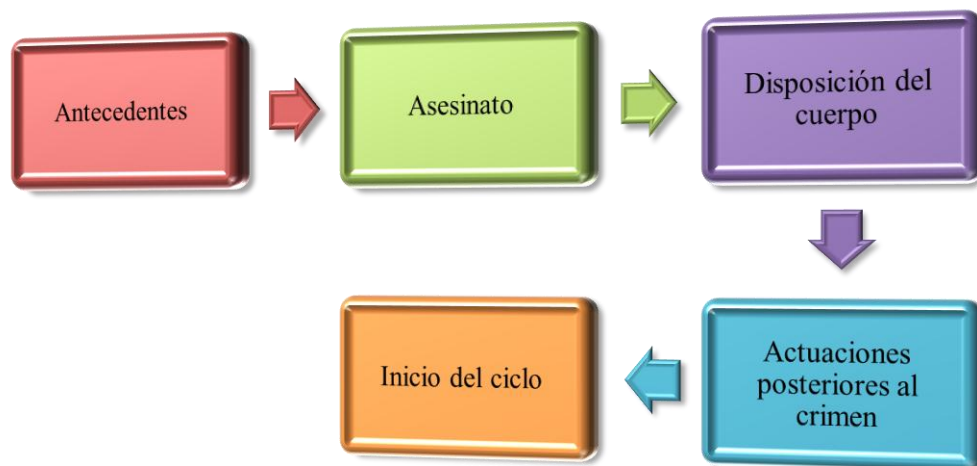 Antecedentes
Asesinato
Disposición del
cuerpo
Actuaciones
posteriores al
crimen
Inicio del ciclo